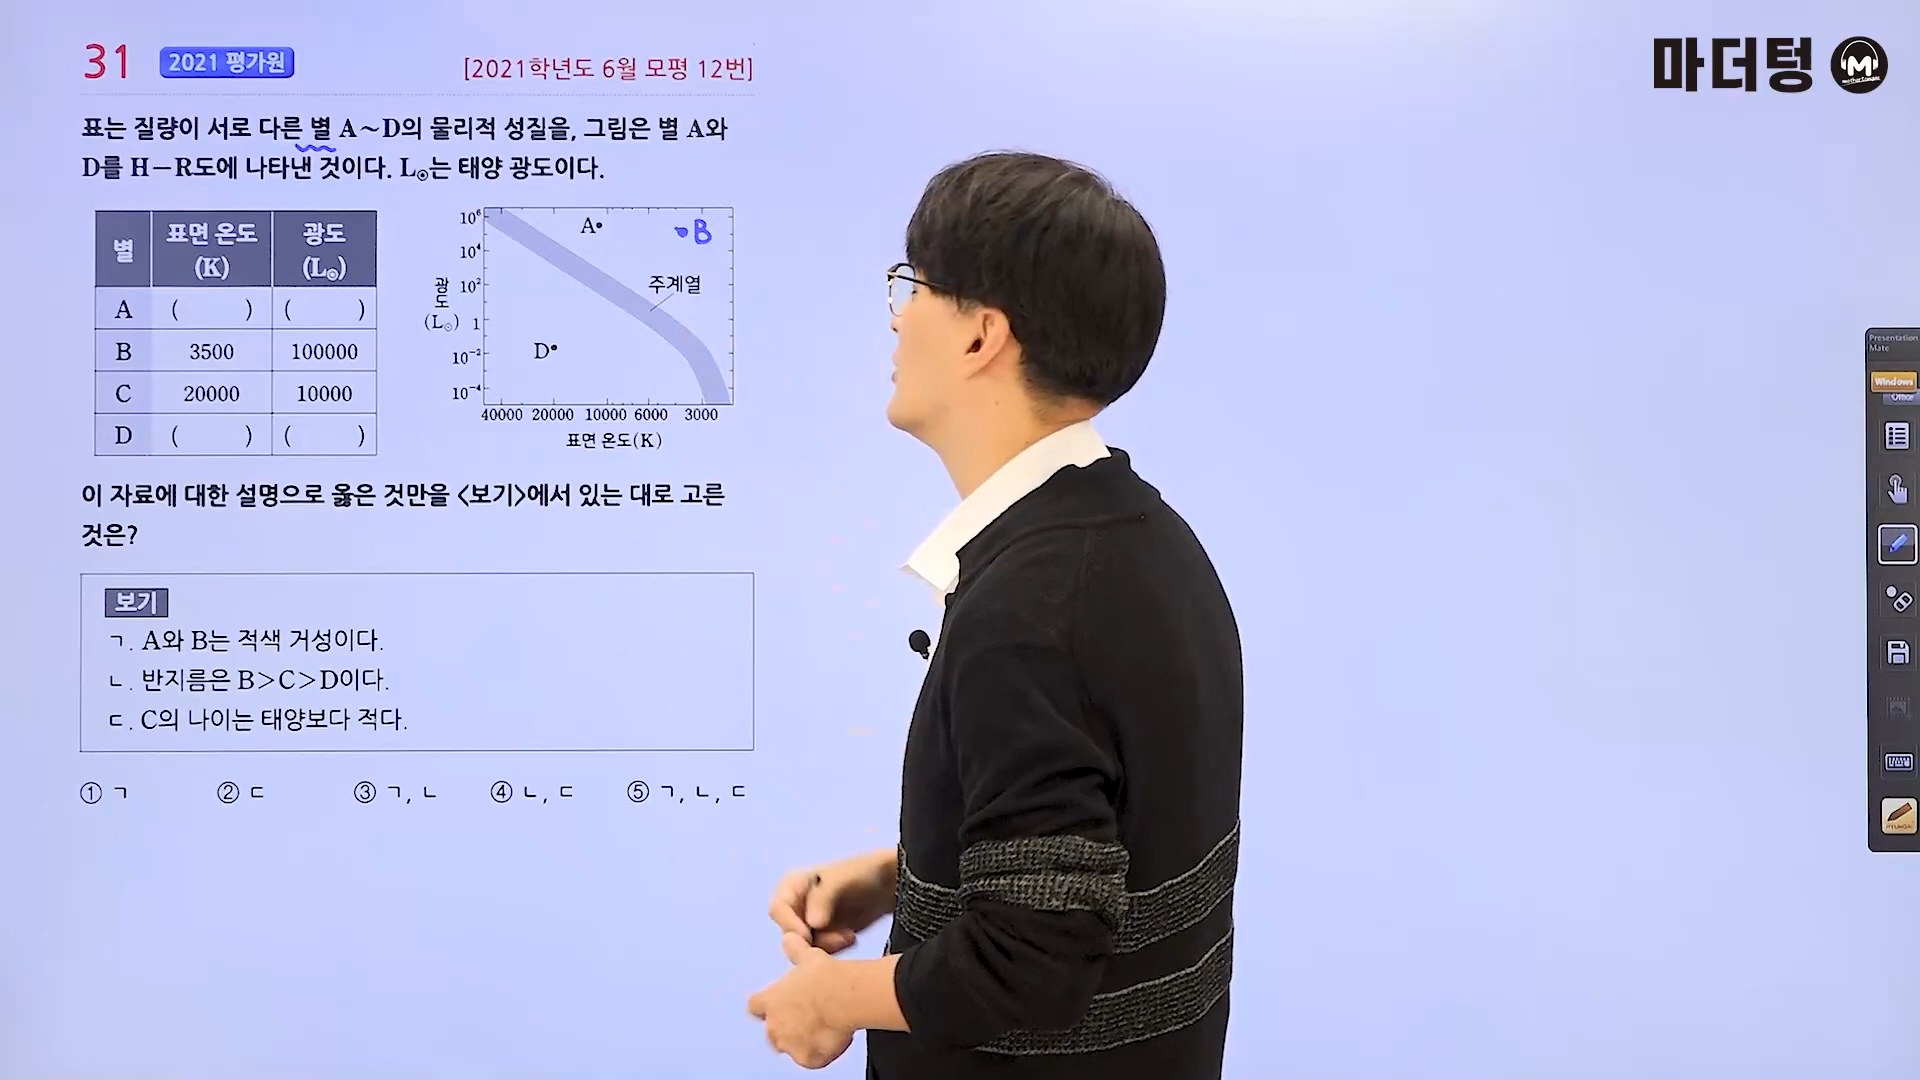 31 2021 평가원 [2021학년도 6월 모평 12번]
마더텅 M
표는 질량이 서로 다른 별 A~D의 물리적 성질을, 그림은 별 A와
D를 H-R도에 나타낸 것이다. L⊙는 태양 광도이다.
별 표면 온도(K) 광도(L⊙)
A ( ) ( )
B 3500 100000
C 20000 10000
D ( ) ( )
광도(L⊙)
10⁶
10⁴
10²
1
10⁻²
10⁻⁴
A
B
주계열
D
40000 20000 10000 6000 3000
표면 온도(K)
이 자료에 대한 설명으로 옳은 것만을 <보기>에서 있는 대로 고른
것은?
보기
ㄱ. A와 B는 적색 거성이다.
ㄴ. 반지름은 B>C>D이다.
ㄷ. C의 나이는 태양보다 적다.
① ㄱ ② ㄷ ③ ㄱ, ㄴ ④ ㄴ, ㄷ ⑤ ㄱ, ㄴ, ㄷ
Presentation
Mate
Windows
Office